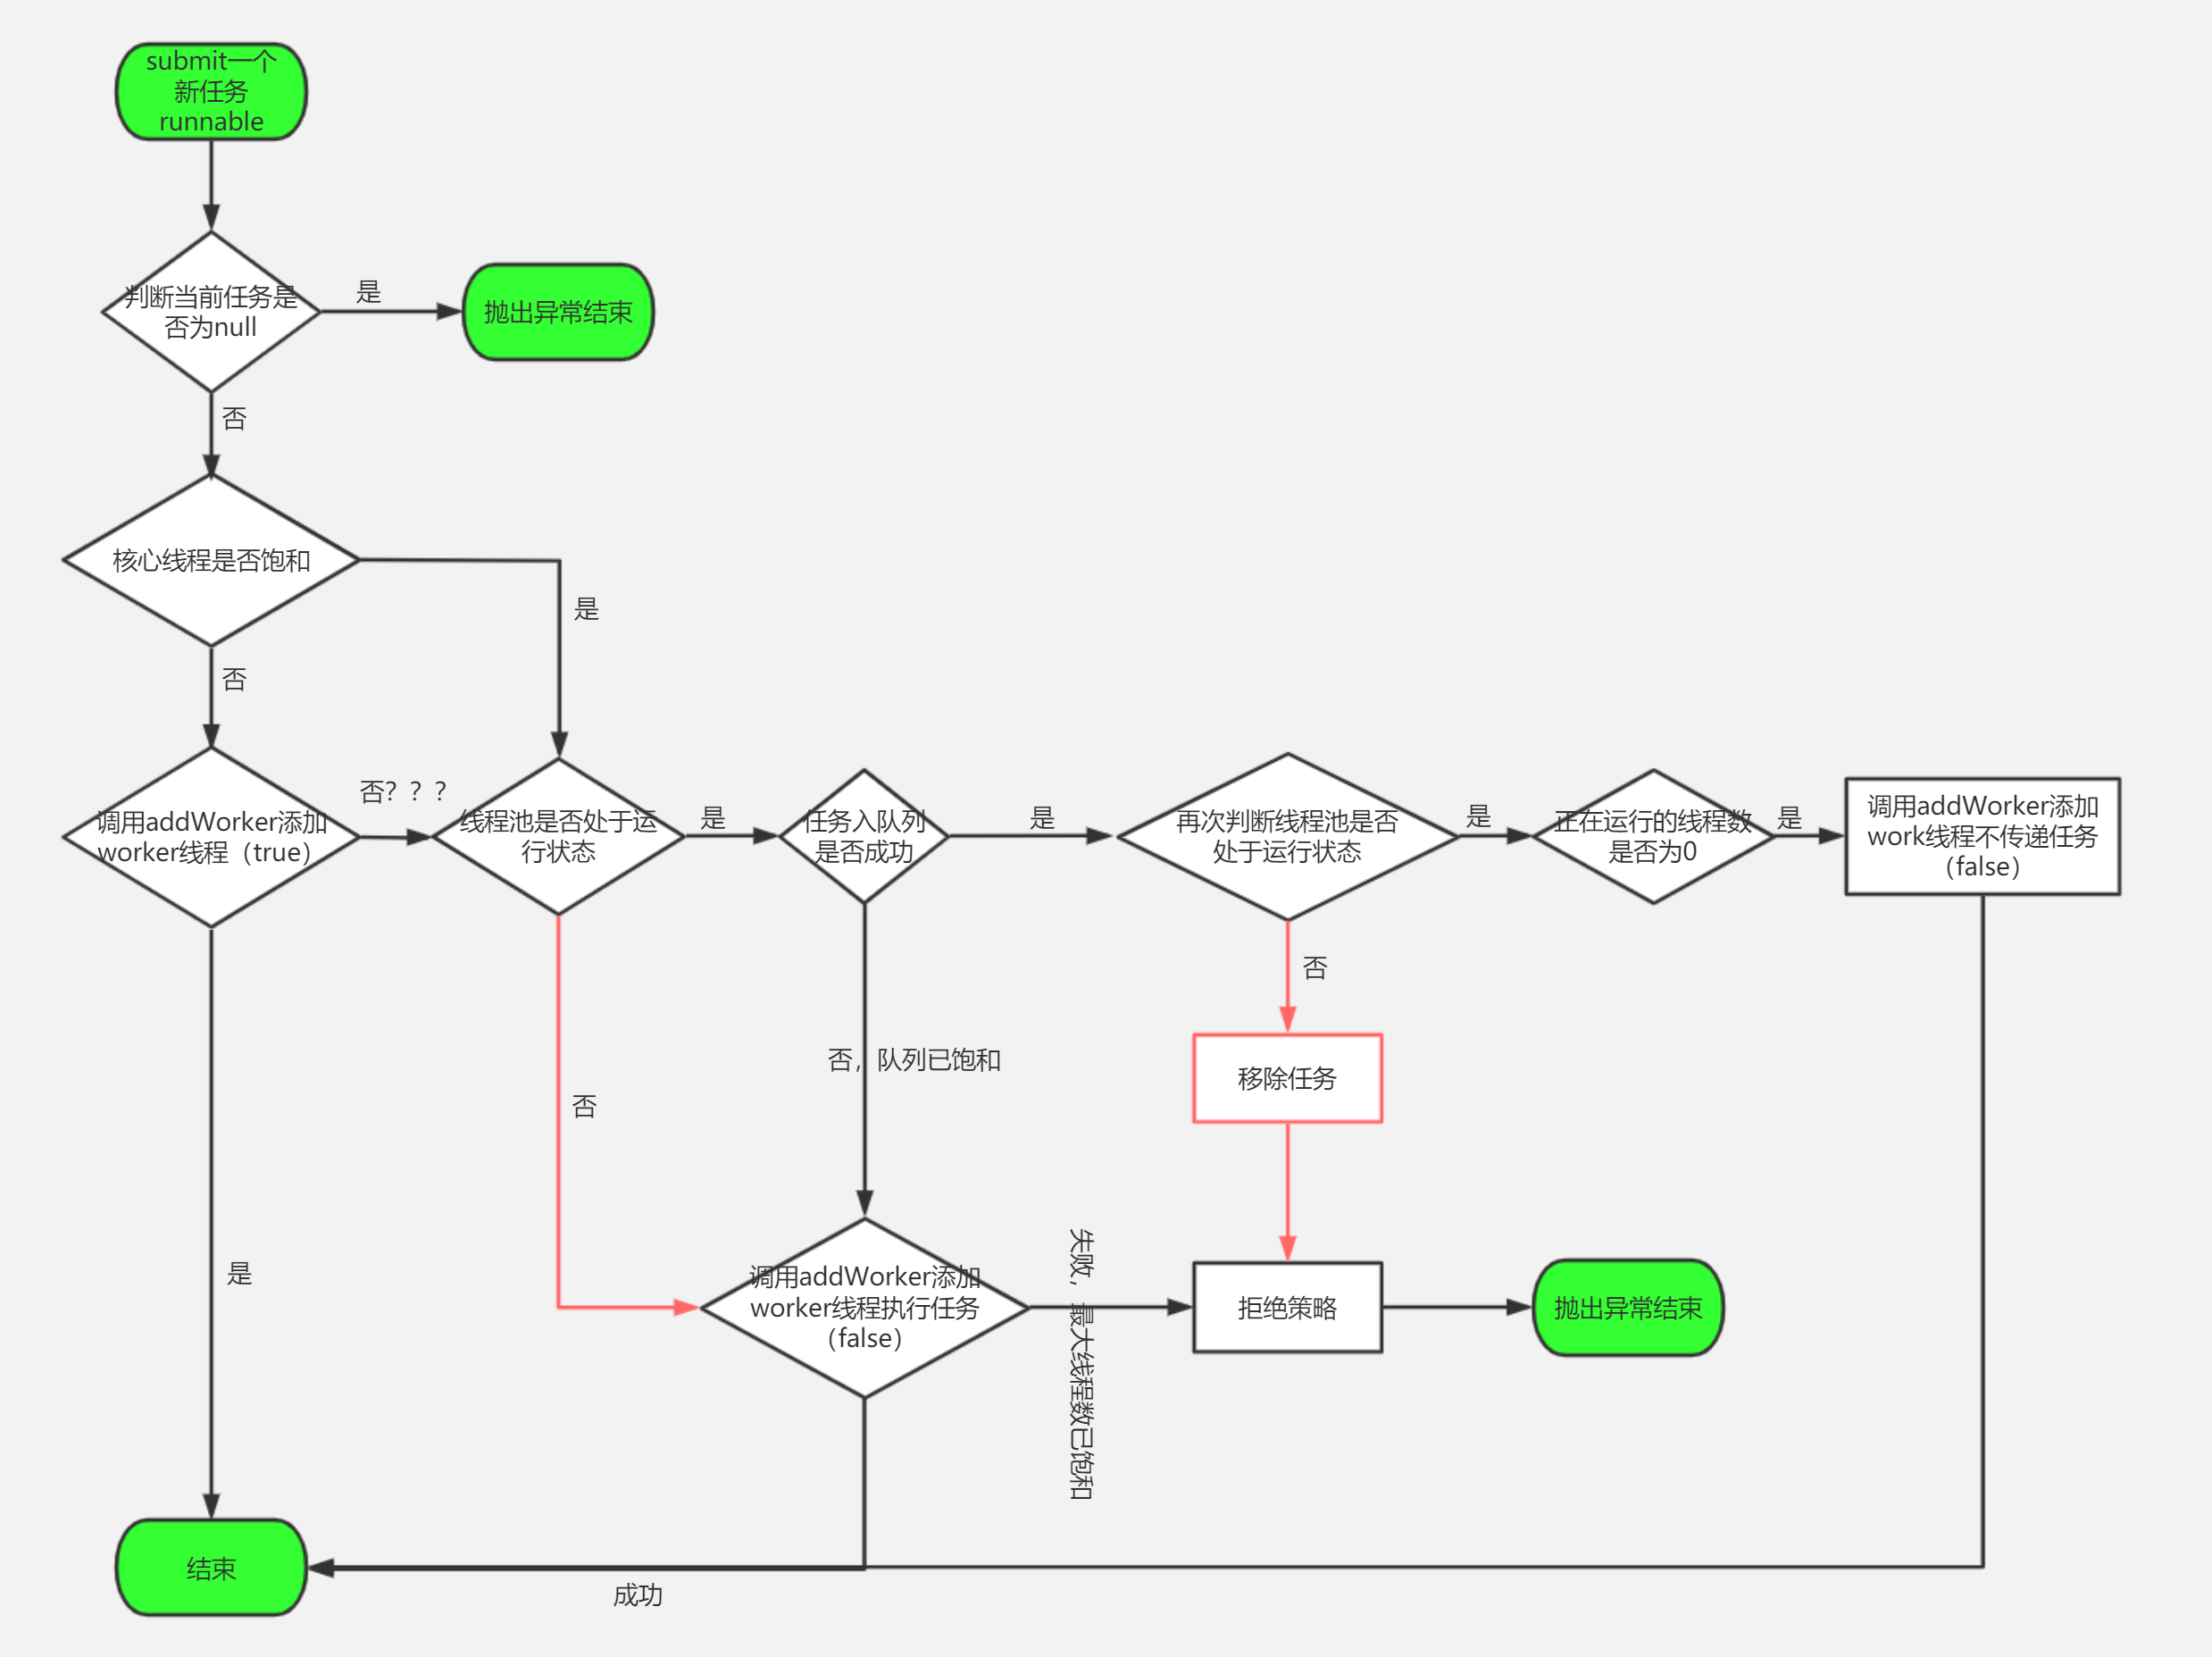 submit一个
新任务
runnable
判断当前任务是
否为null
是
抛出异常结束
否
核心线程是否饱和
是
否
调用addWorker添加
worker线程（true）
否？？？
线程池是否处于运
行状态
是
任务入队列
是否成功
是
再次判断线程池是否
处于运行状态
是
正在运行的线程数
是否为0
是
调用addWorker添加
work线程不传递任务
（false）
否
移除任务
否，队列已饱和
否
是
调用addWorker添加
worker线程执行任务
（false）
失败，最大线程数已饱和
拒绝策略
抛出异常结束
结束
成功